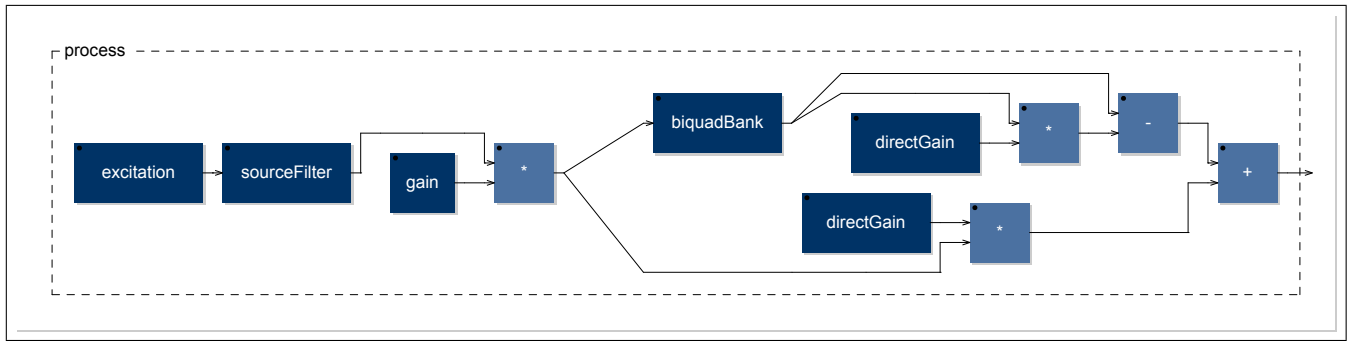 process
excitation
sourceFilter
gain
*
biquadBank
directGain
*
-
directGain
*
+